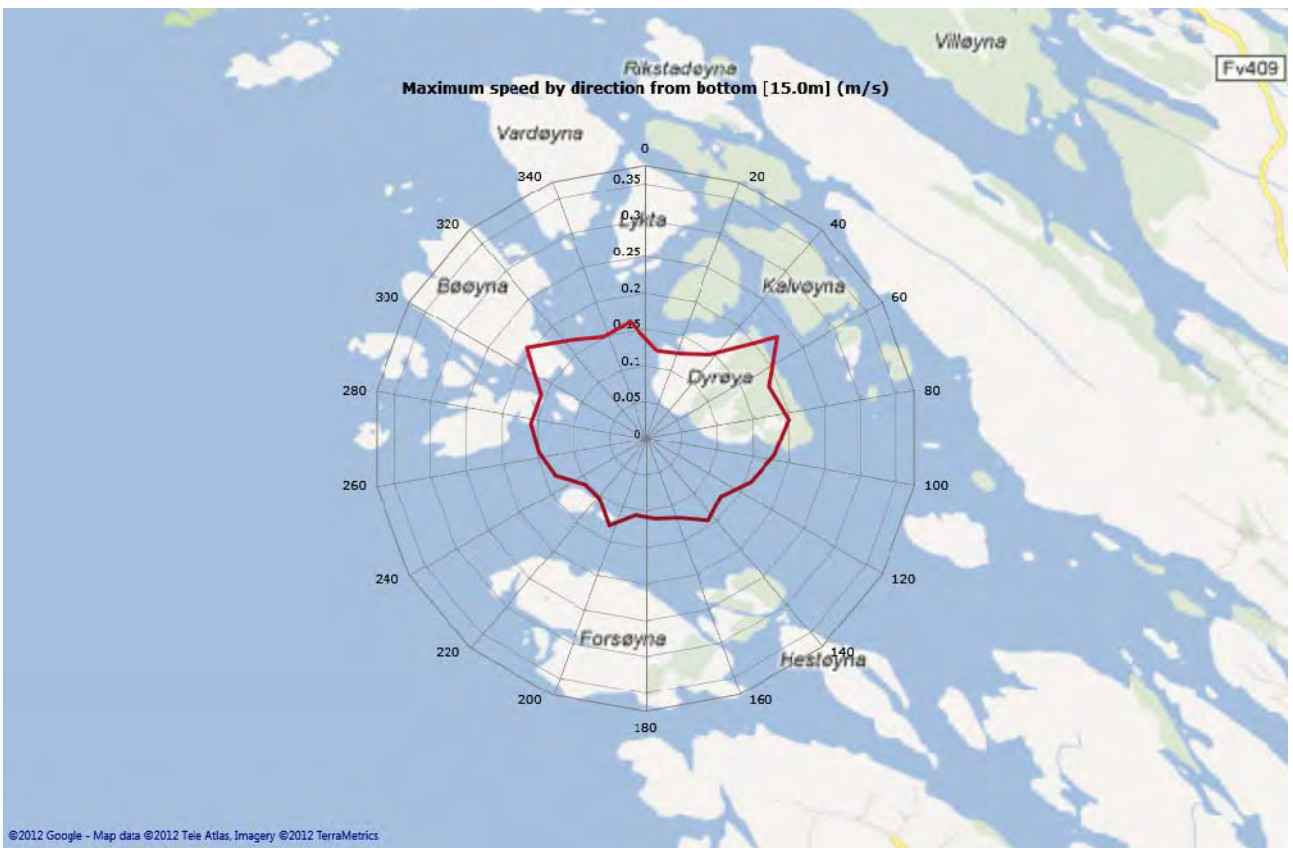 Villøyna
Rikstadøyna
Fv409
Maximum speed by direction from bottom [15.0m] (m/s)
Vardøyna
0
340
20
0.35
320
0.3
Lykta
40
0.25
Bøøyna
Kalvøyna
300
0.2
60
0.15
0.1
Dyrøya
280
80
0.05
0
260
100
240
120
Forsøyna
220
140
Hestøyna
200
160
180
©2012 Google - Map data ©2012 Tele Atlas, Imagery ©2012 TerraMetrics